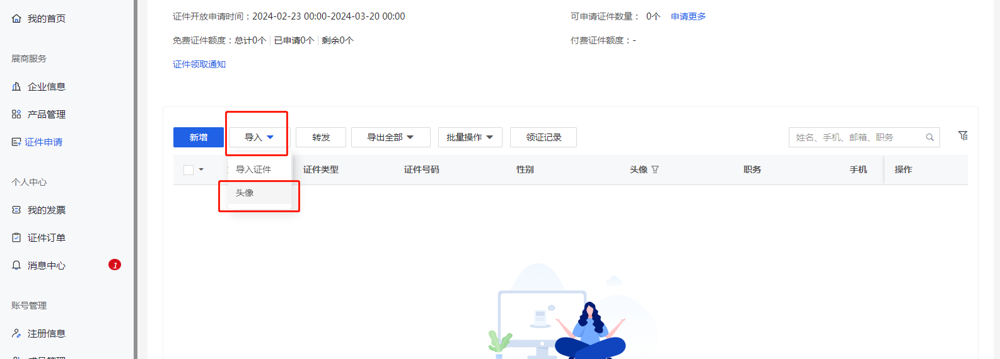 我的首页
展商服务
企业信息
产品管理
证件申请
个人中心
我的发票
证件订单
消息中心 1
账号管理
注册信息
证件开放申请时间：2024-02-23 00:00-2024-03-20 00:00
可申请证件数量： 0个 申请更多
免费证件额度：总计0个 | 已申请0个 | 剩余0个
付费证件额度：-
证件领取通知
新增 导入 转发 导出全部 批量操作 领证记录 姓名、手机、邮箱、职务
证件类型 证件号码 性别 头像 职务 手机 操作
导入证件
头像